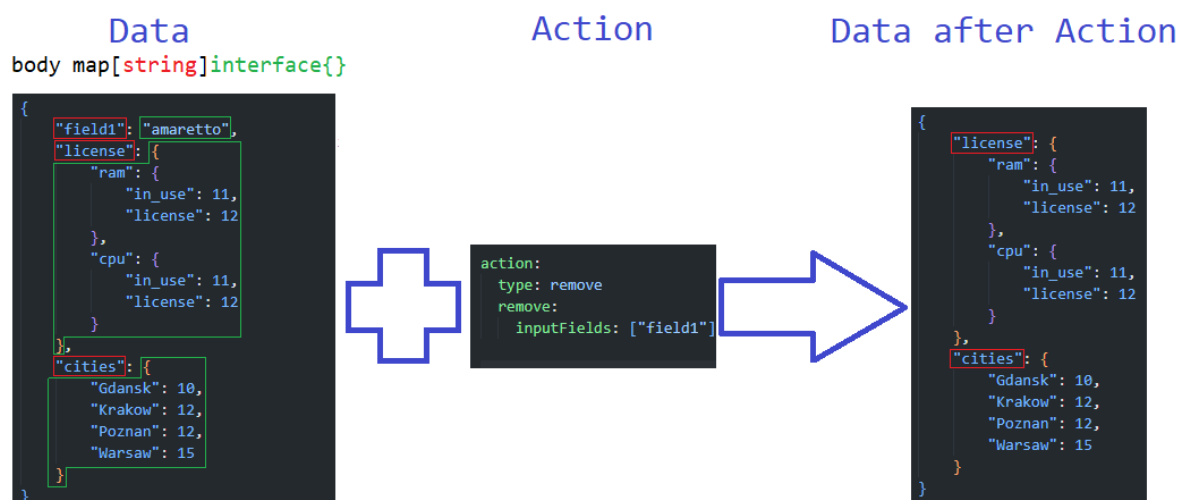 Data
body map[string]interface{}
{
"field1": "amaretto",
"license": {
"ram": {
"in_use": 11,
"license": 12
},
"cpu": {
"in_use": 11,
"license": 12
}
},
"cities": {
"Gdansk": 10,
"Krakow": 12,
"Poznan": 12,
"Warsaw": 15
}
}
Action
action:
type: remove
remove:
inputFields: ["field1"]
Data after Action
{
"license": {
"ram": {
"in_use": 11,
"license": 12
},
"cpu": {
"in_use": 11,
"license": 12
}
},
"cities": {
"Gdansk": 10,
"Krakow": 12,
"Poznan": 12,
"Warsaw": 15
}
}